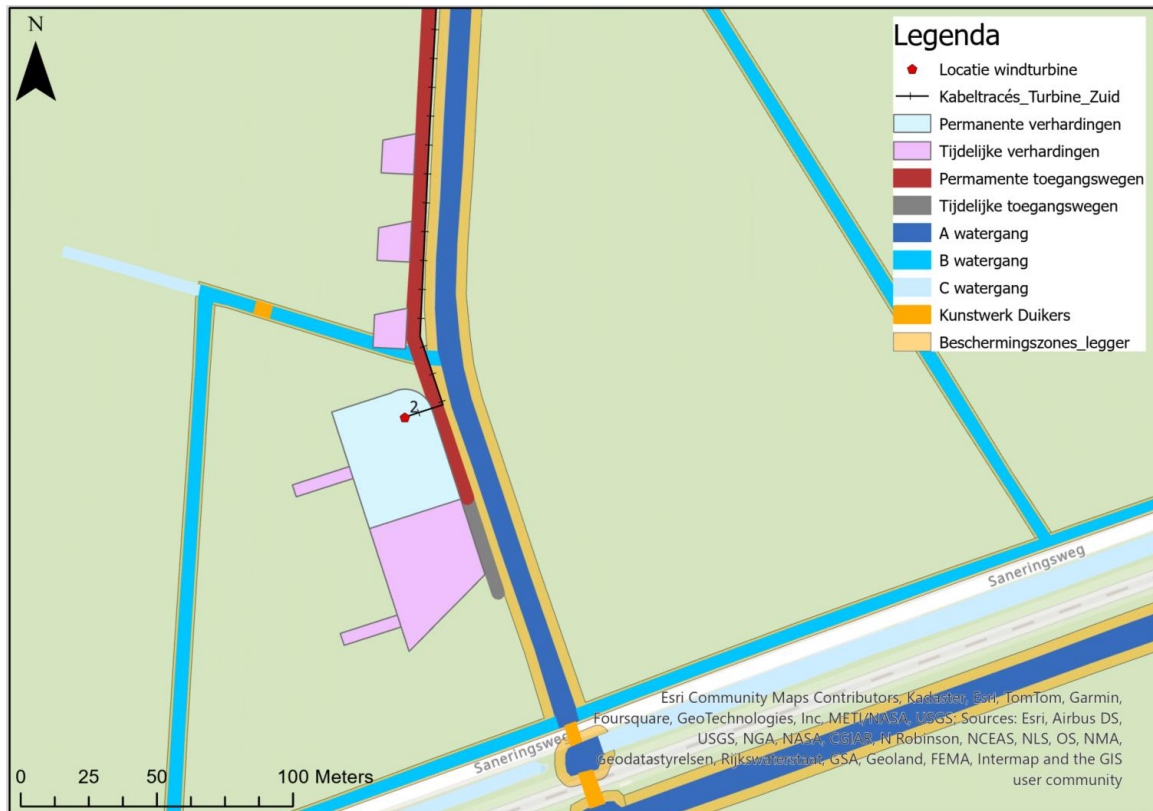 N
Legenda
Locatie windturbine
Kabeltracés_Turbine_Zuid
Permanente verhardingen
Tijdelijke verhardingen
Permamente toegangswegen
Tijdelijke toegangswegen
A watergang
B watergang
C watergang
Kunstwerk Duikers
Beschermingszones_legger
2
Saneringsweg
Saneringsweg
Esri Community Maps Contributors, Kadaster, Esri, TomTom, Garmin,
Foursquare, GeoTechnologies, Inc, METI/NASA, USGS; Sources: Esri, Airbus DS,
USGS, NGA, NASA, CGIAR, N Robinson, NCEAS, NLS, OS, NMA,
Geodatastyrelsen, Rijkswaterstaat, GSA, Geoland, FEMA, Intermap and the GIS
user community
0 25 50 100 Meters